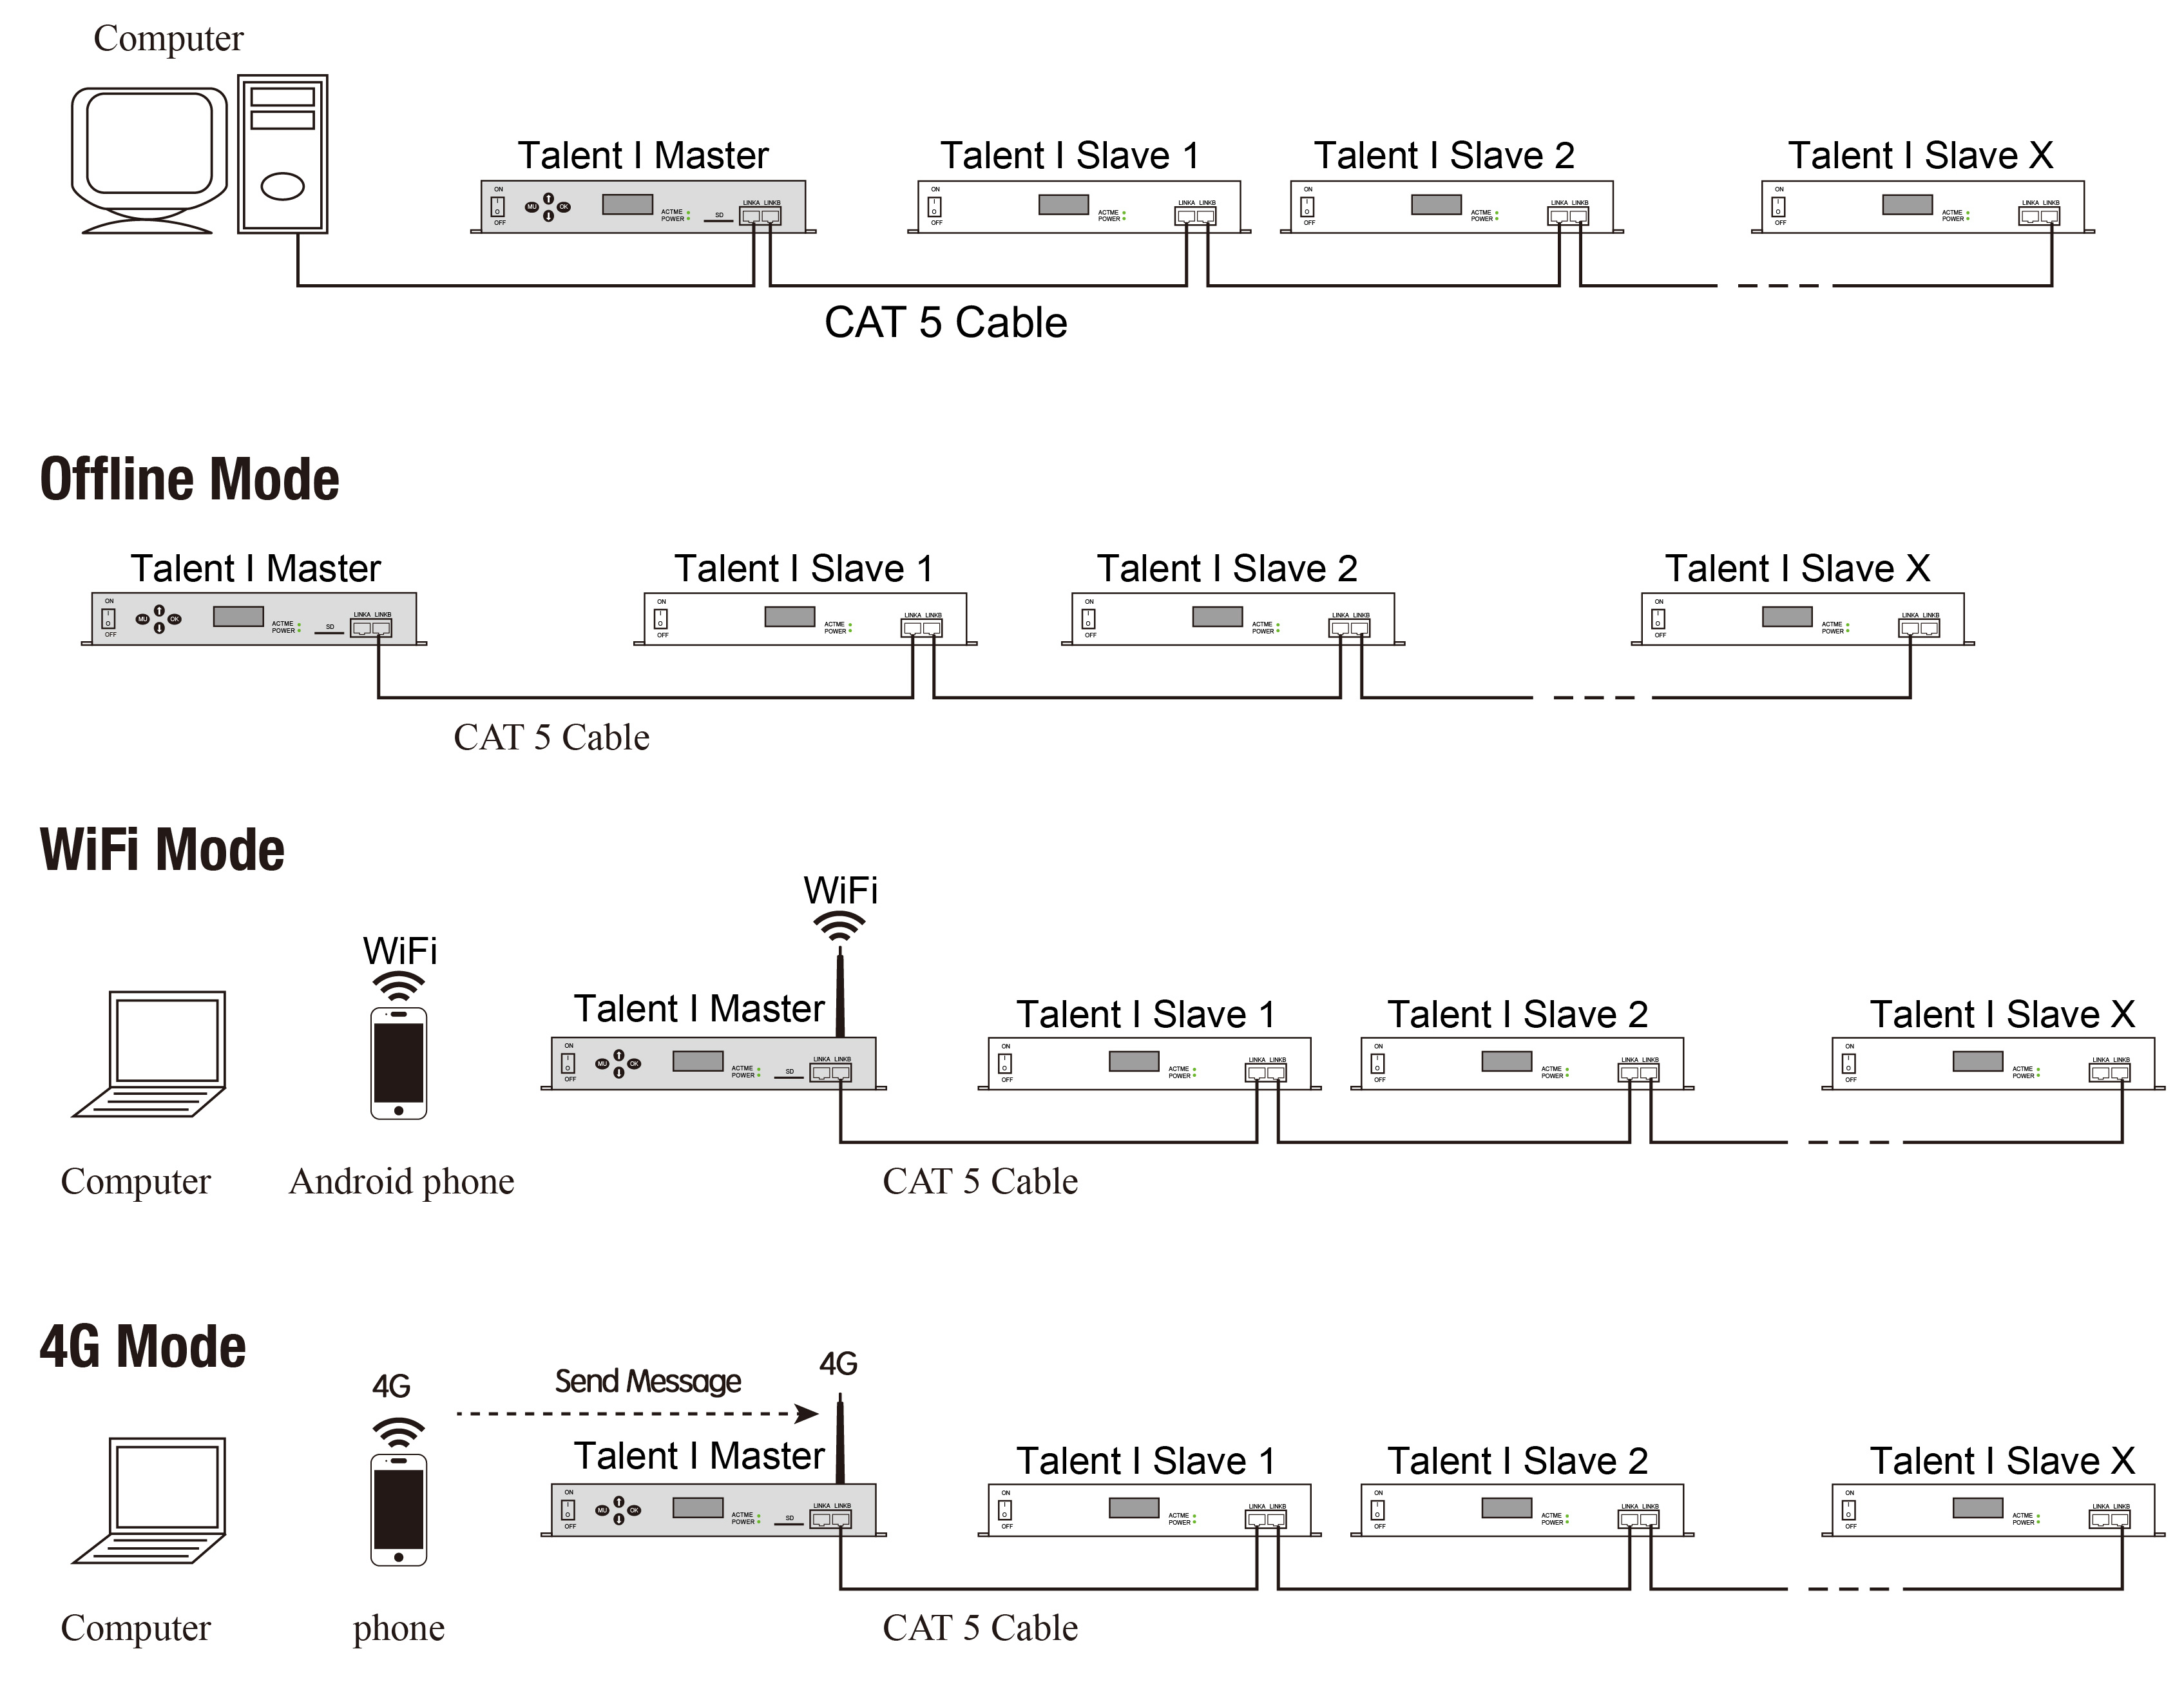 Computer
Talent I Master
Talent I Slave 1
Talent I Slave 2
Talent I Slave X
ON
OFF
MU
OK
ACTME
POWER
SD
LINKA LINKB
ON
OFF
ACTME
POWER
LINKA LINKB
ON
OFF
ACTME
POWER
LINKA LINKB
ON
OFF
ACTME
POWER
LINKA LINKB
CAT 5 Cable
Offline Mode
Talent I Master
Talent I Slave 1
Talent I Slave 2
Talent I Slave X
ON
OFF
MU
OK
ACTME
POWER
SD
LINKA LINKB
ON
OFF
ACTME
POWER
LINKA LINKB
ON
OFF
ACTME
POWER
LINKA LINKB
ON
OFF
ACTME
POWER
LINKA LINKB
CAT 5 Cable
WiFi Mode
WiFi
WiFi
Talent I Master
Talent I Slave 1
Talent I Slave 2
Talent I Slave X
ON
OFF
MU
OK
ACTME
POWER
SD
LINKA LINKB
ON
OFF
ACTME
POWER
LINKA LINKB
ON
OFF
ACTME
POWER
LINKA LINKB
ON
OFF
ACTME
POWER
LINKA LINKB
Computer
Android phone
CAT 5 Cable
4G Mode
4G
Send Message
4G
Talent I Master
Talent I Slave 1
Talent I Slave 2
Talent I Slave X
ON
OFF
MU
OK
ACTME
POWER
SD
LINKA LINKB
ON
OFF
ACTME
POWER
LINKA LINKB
ON
OFF
ACTME
POWER
LINKA LINKB
ON
OFF
ACTME
POWER
LINKA LINKB
Computer
phone
CAT 5 Cable